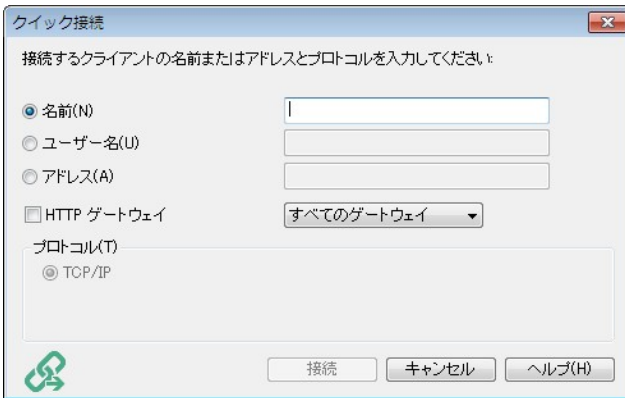 クイック接続
接続するクライアントの名前またはアドレスとプロトコルを入力してください:
名前(N)
ユーザー名(U)
アドレス(A)
HTTP ゲートウェイ すべてのゲートウェイ
プロトコル(T)
TCP/IP
接続 キャンセル ヘルプ(H)